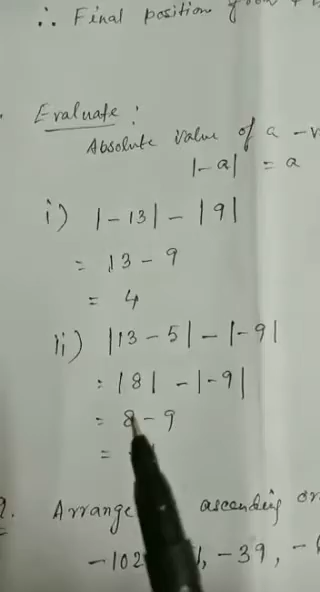 ∴ Final position
Evaluate :
Absolute value of a
|-a| = a
i) |-13| - |9|
= 13 - 9
= 4
ii) |13 - 5| - |-9|
= |8| - |-9|
= 8 - 9
=
Arrange ascending
-102 , -39 ,